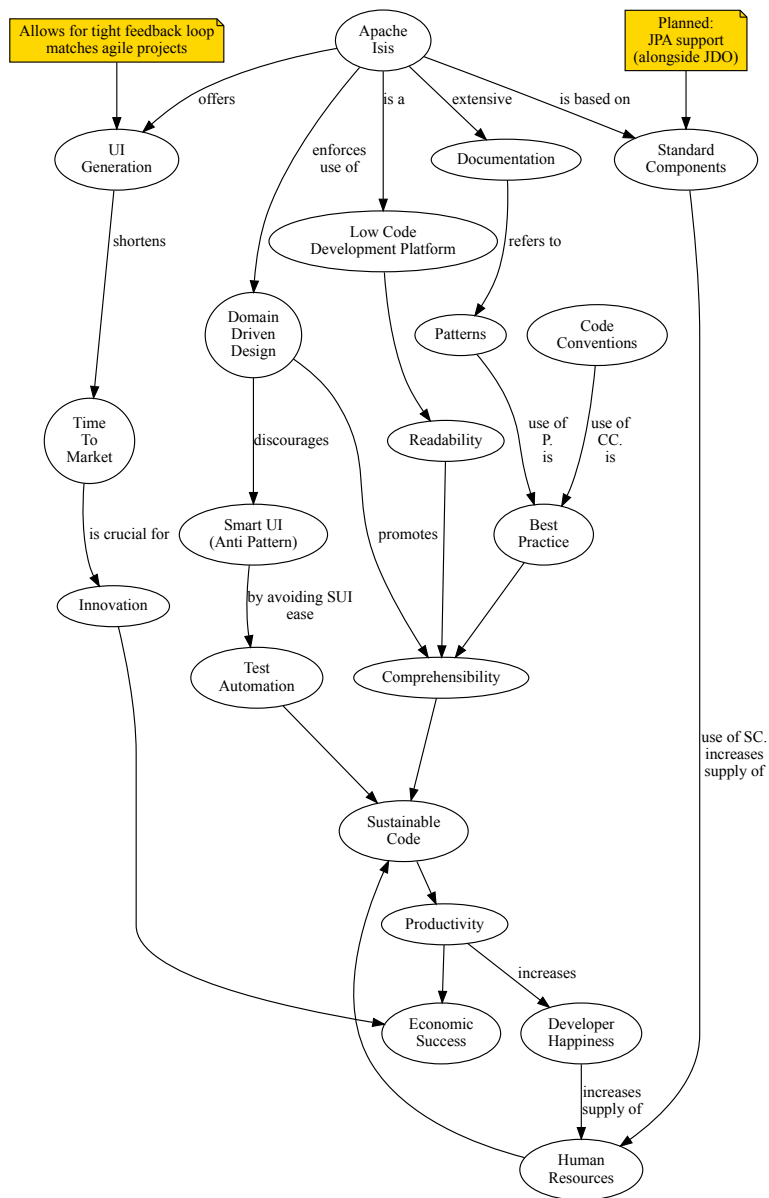 Allows for tight feedback loop
matches agile projects
Apache
Isis
Planned:
JPA support
(alongside JDO)
offers
is a
extensive
is based on
UI
Generation
enforces
use of
Documentation
Standard
Components
shortens
Low Code
Development Platform
refers to
Domain
Driven
Design
Patterns
Code
Conventions
Time
To
Market
discourages
Readability
use of
P.
is
use of
CC.
is
is crucial for
Smart UI
(Anti Pattern)
promotes
Best
Practice
Innovation
by avoiding SUI
ease
Test
Automation
Comprehensibility
use of SC.
increases
supply of
Sustainable
Code
Productivity
increases
Economic
Success
Developer
Happiness
increases
supply of
Human
Resources